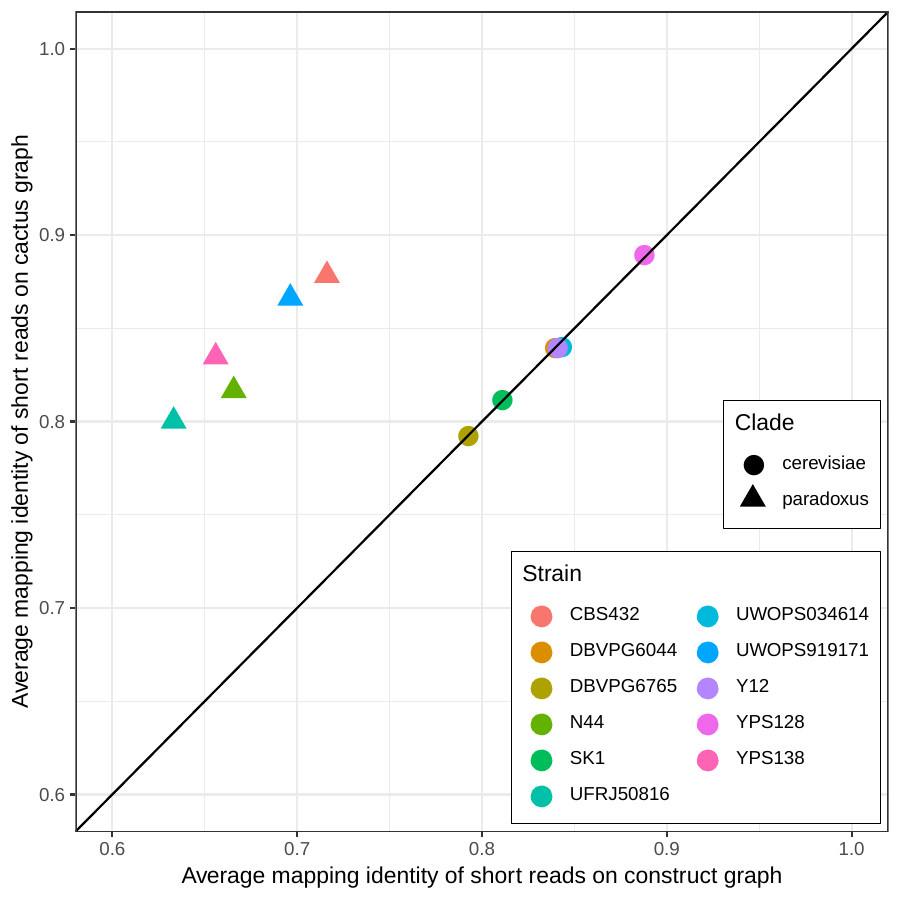 Average mapping identity of short reads on cactus graph
1.0
0.9
0.8
0.7
0.6
Clade
cerevisiae
paradoxus
Strain
CBS432
DBVPG6044
DBVPG6765
N44
SK1
UFRJ50816
UWOPS034614
UWOPS919171
Y12
YPS128
YPS138
0.6 0.7 0.8 0.9 1.0
Average mapping identity of short reads on construct graph